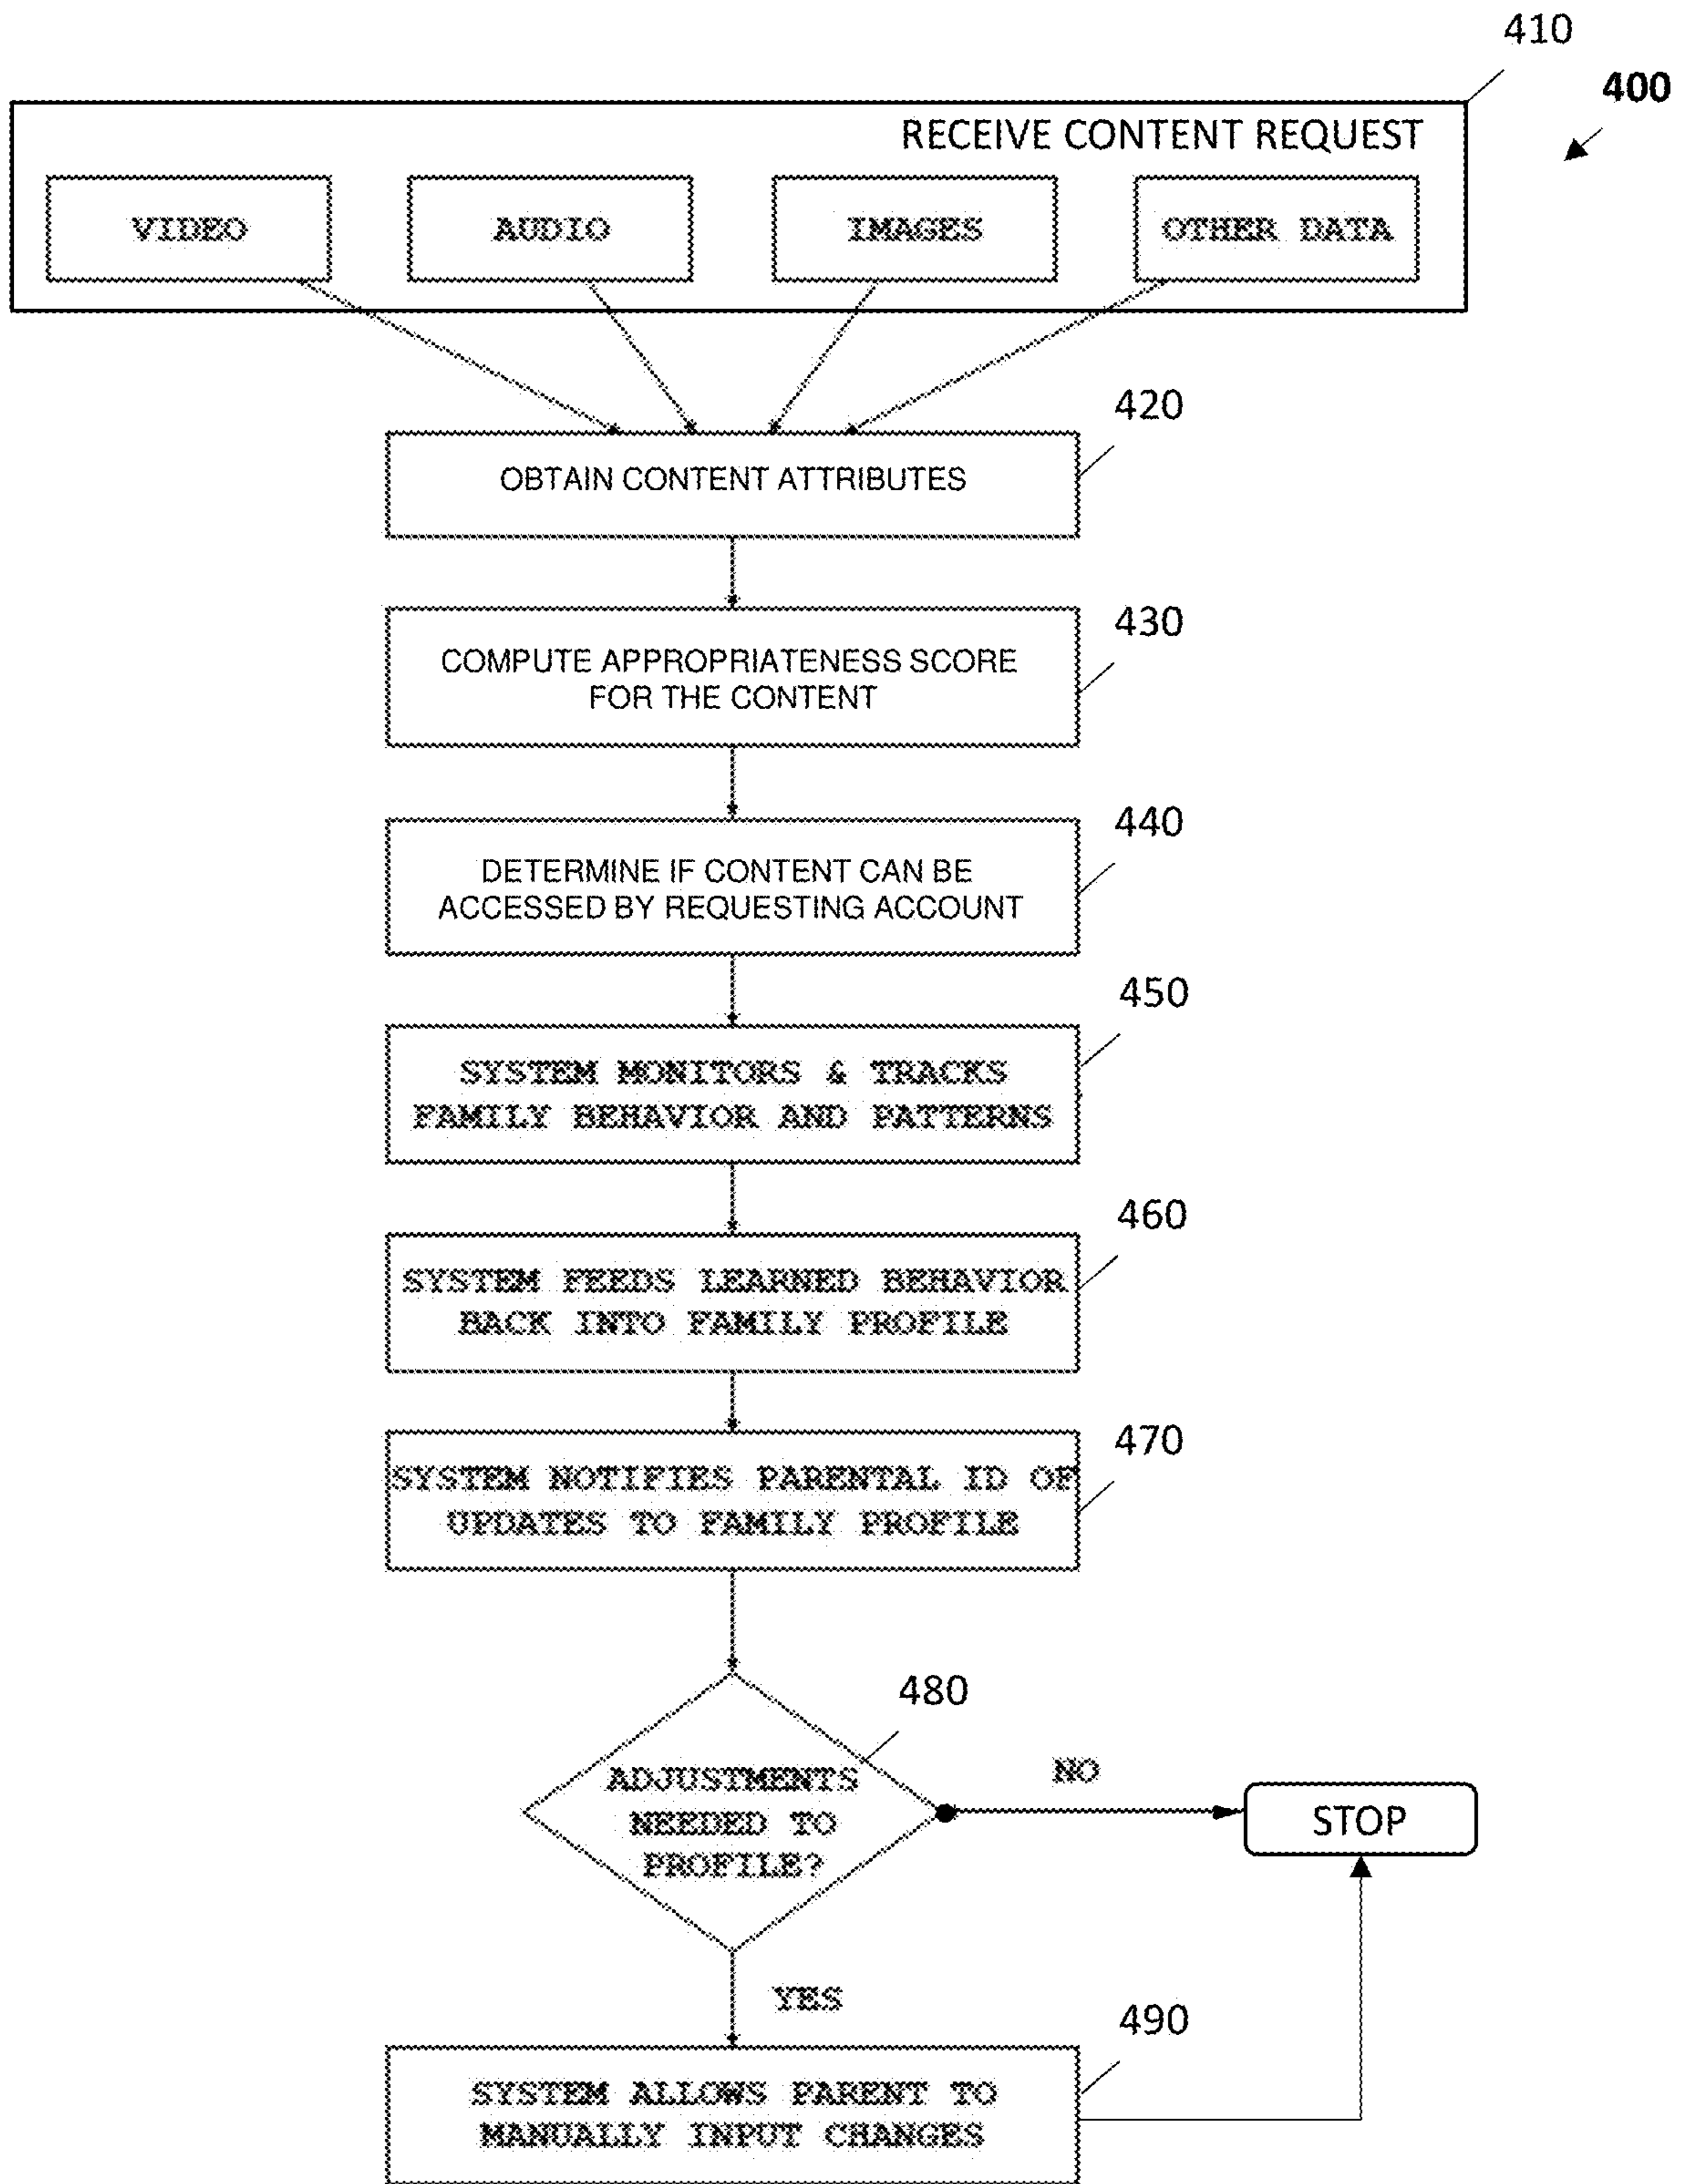 410
400
RECEIVE CONTENT REQUEST
VIDEO
AUDIO
IMAGES
OTHER DATA
420
OBTAIN CONTENT ATTRIBUTES
430
COMPUTE APPROPRIATENESS SCORE
FOR THE CONTENT
440
DETERMINE IF CONTENT CAN BE
ACCESSED BY REQUESTING ACCOUNT
450
SYSTEM MONITORS & TRACKS
FAMILY BEHAVIOR AND PATTERNS
460
SYSTEM FEEDS LEARNED BEHAVIOR
BACK INTO FAMILY PROFILE
470
SYSTEM NOTIFIES PARENTAL ID OF
UPDATES TO FAMILY PROFILE
480
ADJUSTMENTS
NEEDED TO
PROFILE?
NO
STOP
YES
490
SYSTEM ALLOWS PARENT TO
MANUALLY INPUT CHANGES